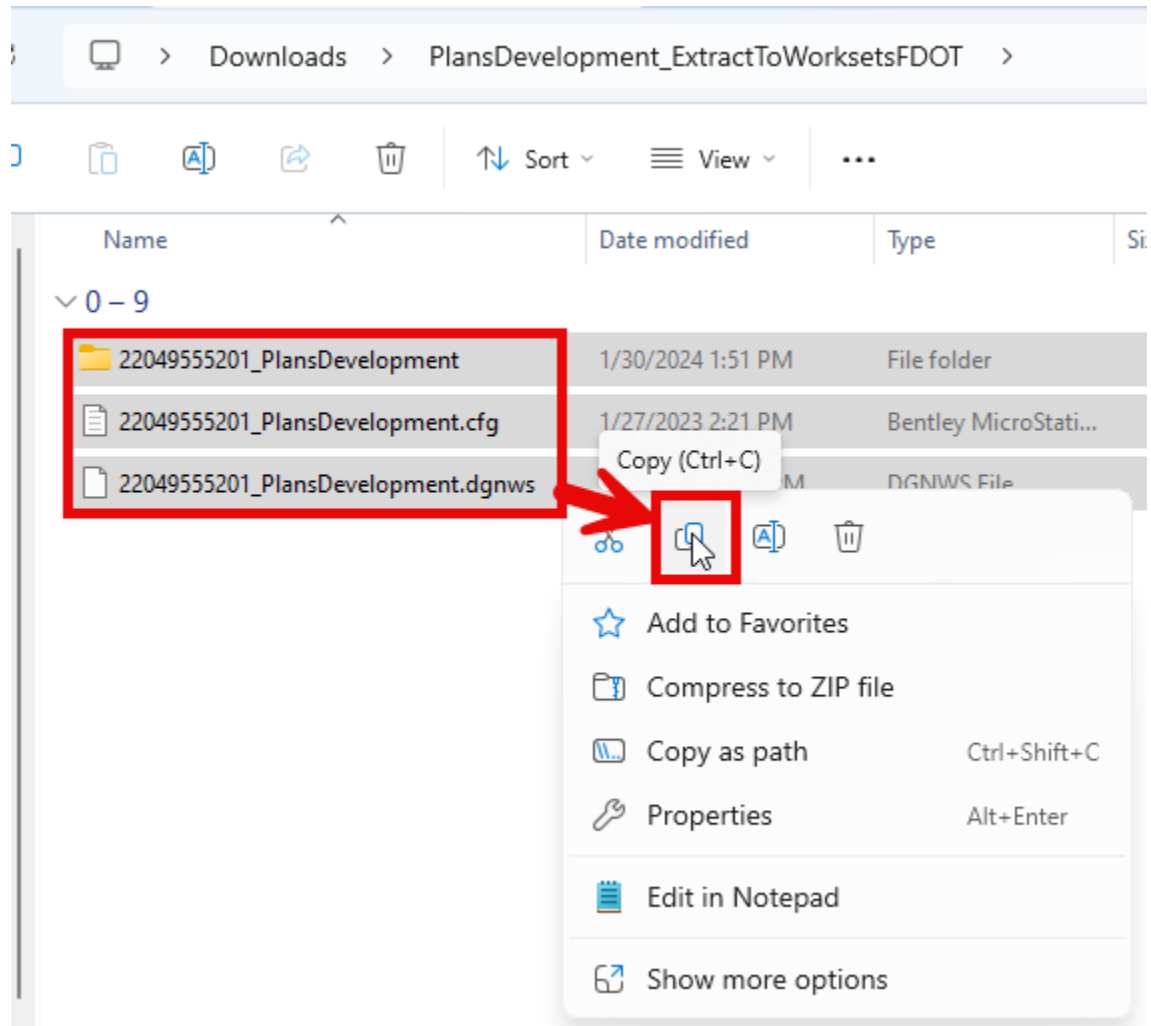 Downloads > PlansDevelopment_ExtractToWorksetsFDOT >
Sort View
Name Date modified Type
0 – 9
22049555201_PlansDevelopment 1/30/2024 1:51 PM File folder
22049555201_PlansDevelopment.cfg 1/27/2023 2:21 PM Bentley MicroStati...
Copy (Ctrl+C)
22049555201_PlansDevelopment.dgnws DGNWS File
Add to Favorites
Compress to ZIP file
Copy as path Ctrl+Shift+C
Properties Alt+Enter
Edit in Notepad
Show more options